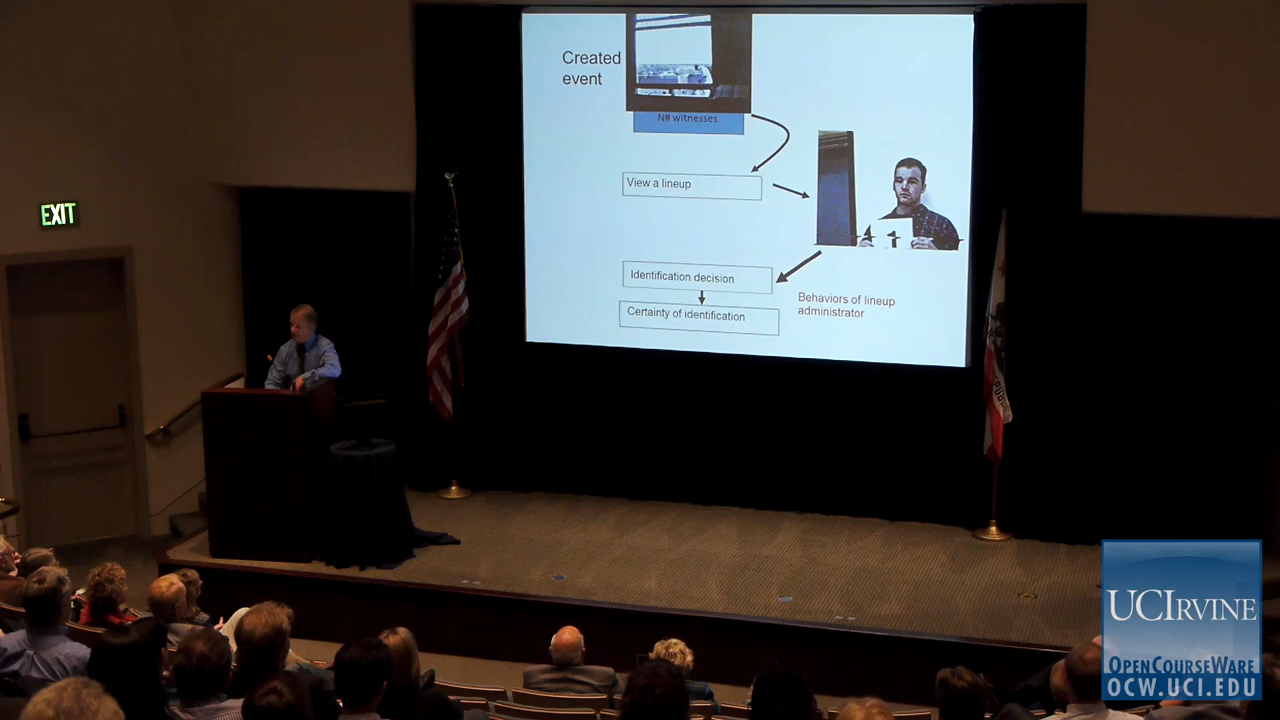 Created
event
N# witnesses
View a lineup
1
Identification decision
Certainty of identification
Behaviors of lineup
administrator
EXIT
UCIRVINE
OPENCOURSEWARE
OCW.UCI.EDU